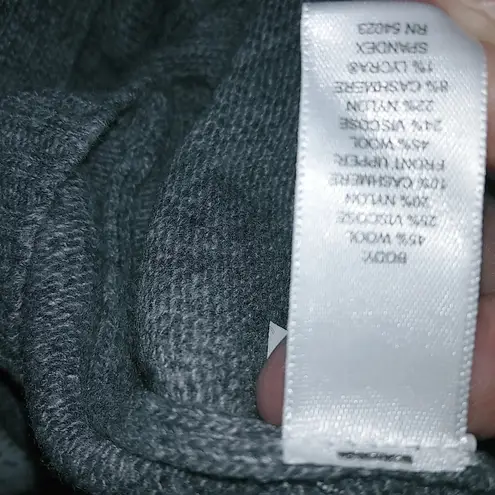 BODY:
45% WOOL
25% VISCOSE
20% NYLON
10% CASHMERE
FRONT UPPER:
45% WOOL
24% VISCOSE
22% NYLON
8% CASHMERE
1% LYCRA®
SPANDEX
RN 54023